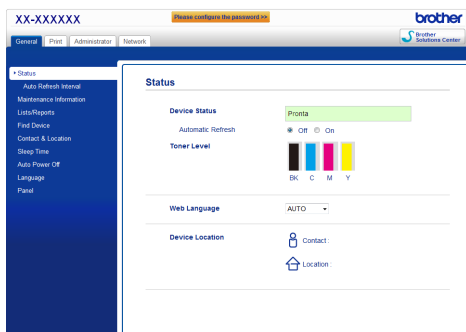 XX-XXXXXX
Please configure the password >>
brother
General Print Administrator Network
Brother Solutions Center
Status
Auto Refresh Interval
Maintenance Information
Lists/Reports
Find Device
Contact & Location
Sleep Time
Auto Power Off
Language
Panel
Status
Device Status Pronta
Automatic Refresh Off On
Toner Level
BK C M Y
Web Language AUTO
Device Location Contact :
Location :